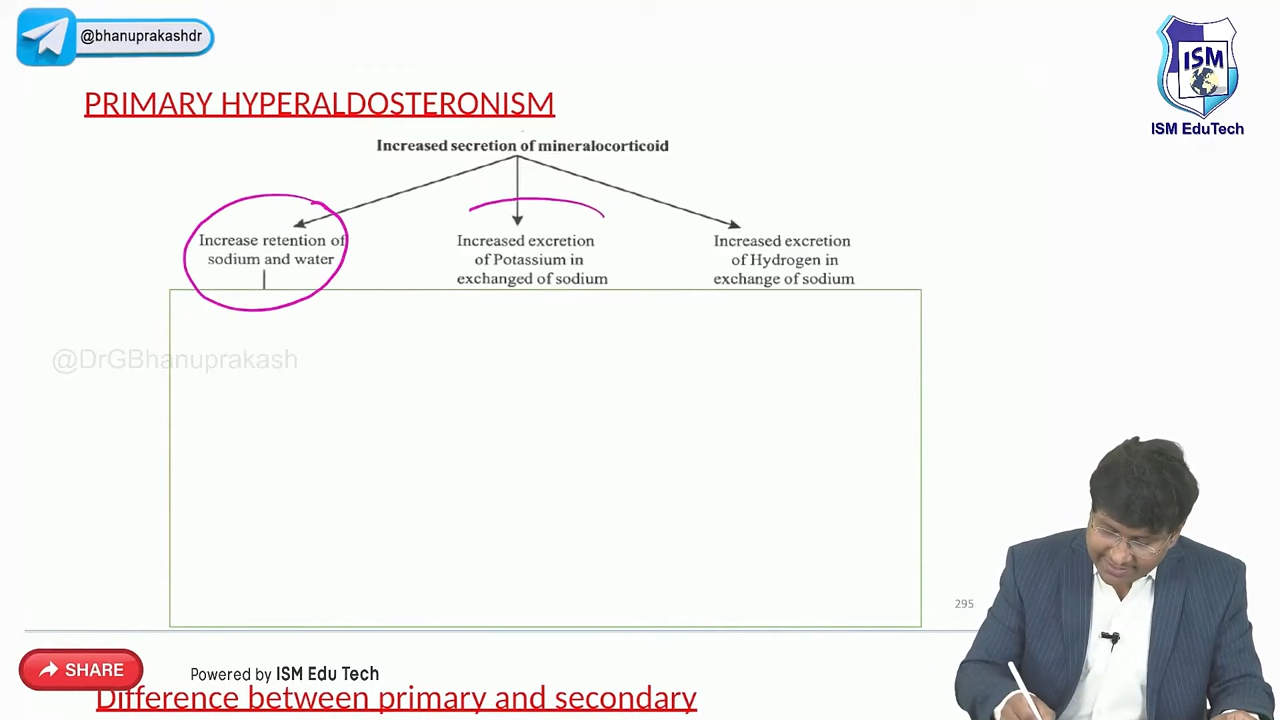 @bhanuprakashdr
ISM
ISM EduTech
PRIMARY HYPERALDOSTERONISM
Increased secretion of mineralocorticoid
Increase retention of
sodium and water
Increased excretion
of Potassium in
exchanged of sodium
Increased excretion
of Hydrogen in
exchange of sodium
@DrGBhanuprakash
295
SHARE
Powered by ISM Edu Tech
Difference between primary and secondary